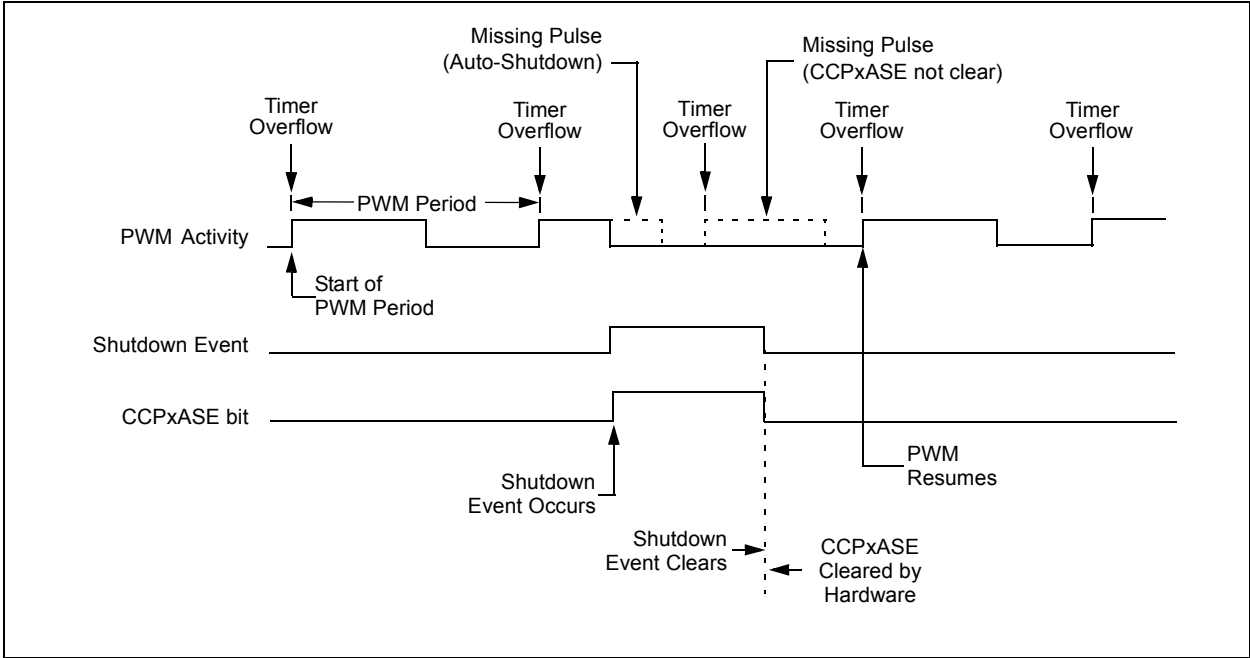 Missing Pulse
(Auto-Shutdown)
Missing Pulse
(CCPxASE not clear)
Timer
Overflow
Timer
Overflow
Timer
Overflow
Timer
Overflow
Timer
Overflow
PWM Period
PWM Activity
Start of
PWM Period
Shutdown Event
CCPxASE bit
Shutdown
Event Occurs
PWM
Resumes
Shutdown
Event Clears
CCPxASE
Cleared by
Hardware